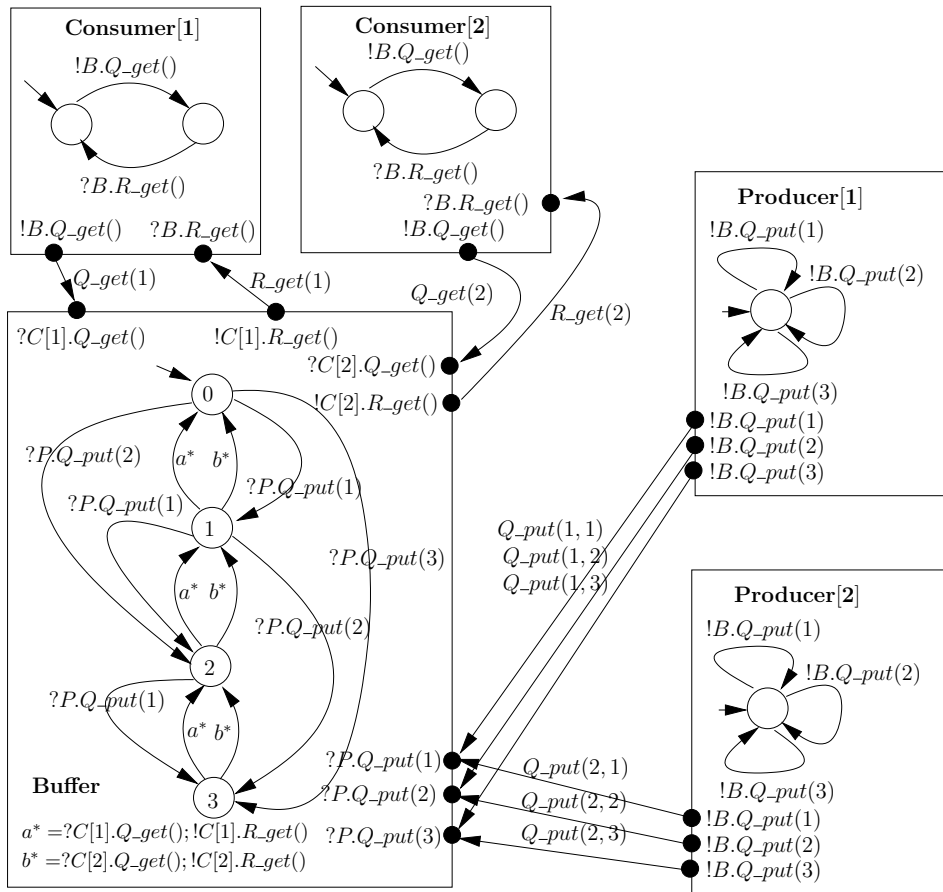 Consumer[1]
!B.Q_get()
?B.R_get()
!B.Q_get() ?B.R_get()
Consumer[2]
!B.Q_get()
?B.R_get()
?B.R_get()
!B.Q_get()
Q_get(1)
R_get(1)
Q_get(2)
R_get(2)
Producer[1]
!B.Q_put(1)
!B.Q_put(2)
!B.Q_put(3)
!B.Q_put(1)
!B.Q_put(2)
!B.Q_put(3)
?C[1].Q_get()
!C[1].R_get()
?C[2].Q_get()
!C[2].R_get()
0
?P.Q_put(2)
a* b*
?P.Q_put(1)
?P.Q_put(1)
1
?P.Q_put(3)
a* b*
?P.Q_put(2)
2
?P.Q_put(1)
a* b*
3
Q_put(1, 1)
Q_put(1, 2)
Q_put(1, 3)
?P.Q_put(1)
?P.Q_put(2)
?P.Q_put(3)
Buffer
a* =?C[1].Q_get(); !C[1].R_get()
b* =?C[2].Q_get(); !C[2].R_get()
Q_put(2, 1)
Q_put(2, 2)
Q_put(2, 3)
Producer[2]
!B.Q_put(1)
!B.Q_put(2)
!B.Q_put(3)
!B.Q_put(1)
!B.Q_put(2)
!B.Q_put(3)